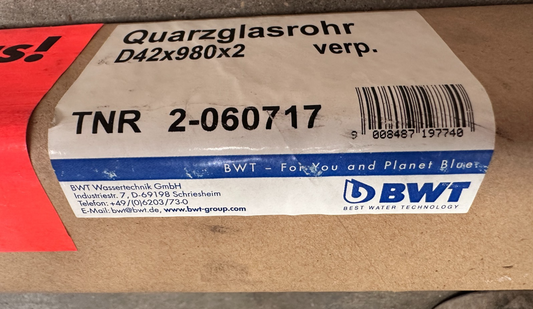 s!
Quarzglasrohr
D42x980x2 verp.
TNR 2-060717
9 008487 197740
BWT – For You and Planet Blue.
BWT Wassertechnik GmbH
Industriestr. 7, D-69198 Schriesheim
Telefon: +49/(0)6203/73-0
E-Mail: bwt@bwt.de, www.bwt-group.com
BWT
BEST WATER TECHNOLOGY